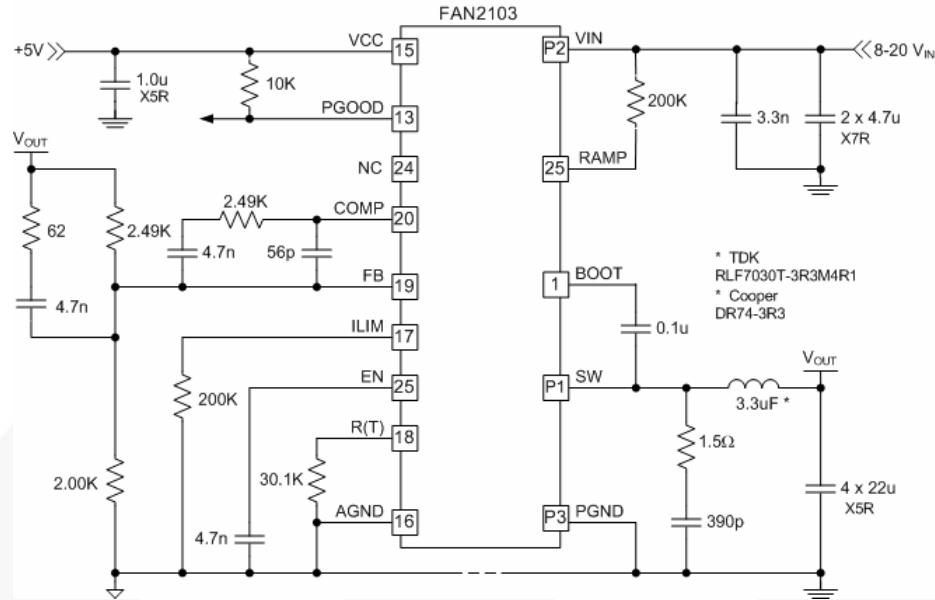 FAN2103
+5V
VCC
15
P2
VIN
8-20 VIN
1.0u
X5R
10K
200K
3.3n
2 x 4.7u
X7R
PGOOD
13
VOUT
NC
24
25
RAMP
2.49K
COMP
20
62
2.49K
4.7n
56p
* TDK
RLF7030T-3R3M4R1
* Cooper
DR74-3R3
FB
19
1
BOOT
4.7n
ILIM
17
0.1u
VOUT
EN
25
P1
SW
200K
3.3uF *
R(T)
18
1.5Ω
30.1K
2.00K
4 x 22u
X5R
AGND
16
P3
PGND
390p
4.7n